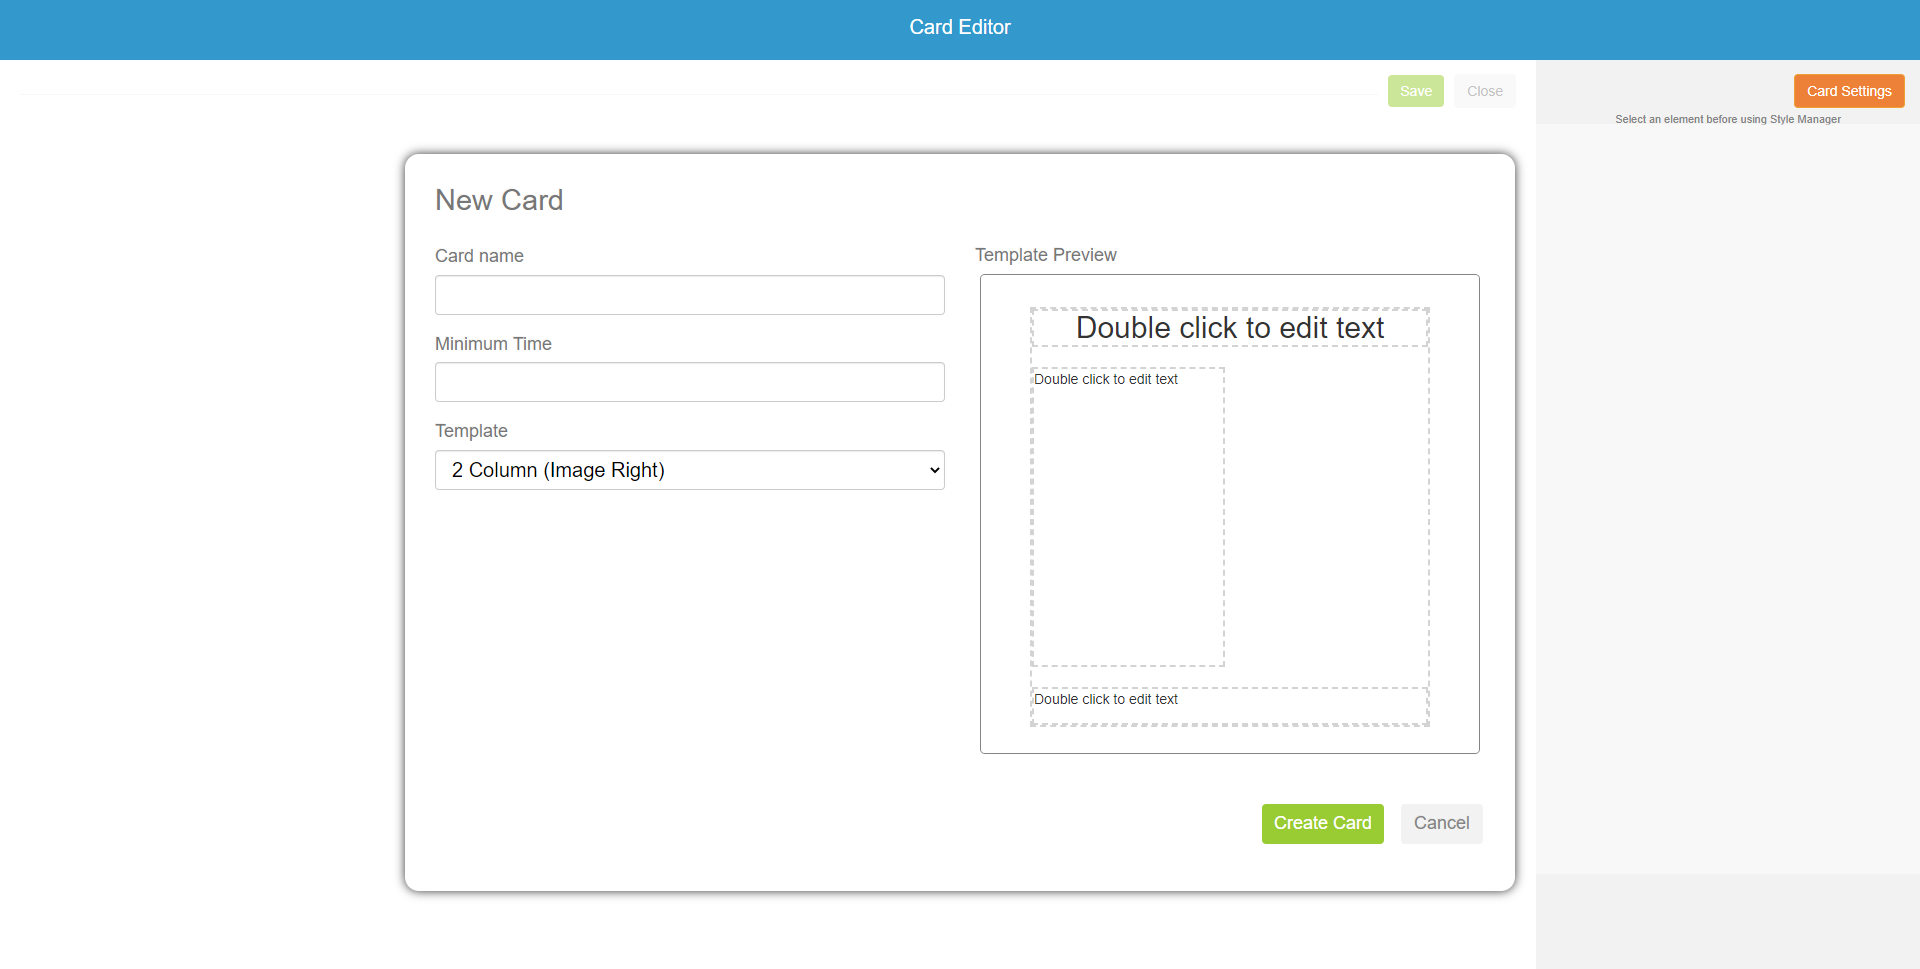 Card Editor
Save
Close
Card Settings
Select an element before using Style Manager
New Card
Card name
Minimum Time
Template
2 Column (Image Right)
Template Preview
Double click to edit text
Double click to edit text
Double click to edit text
Create Card
Cancel